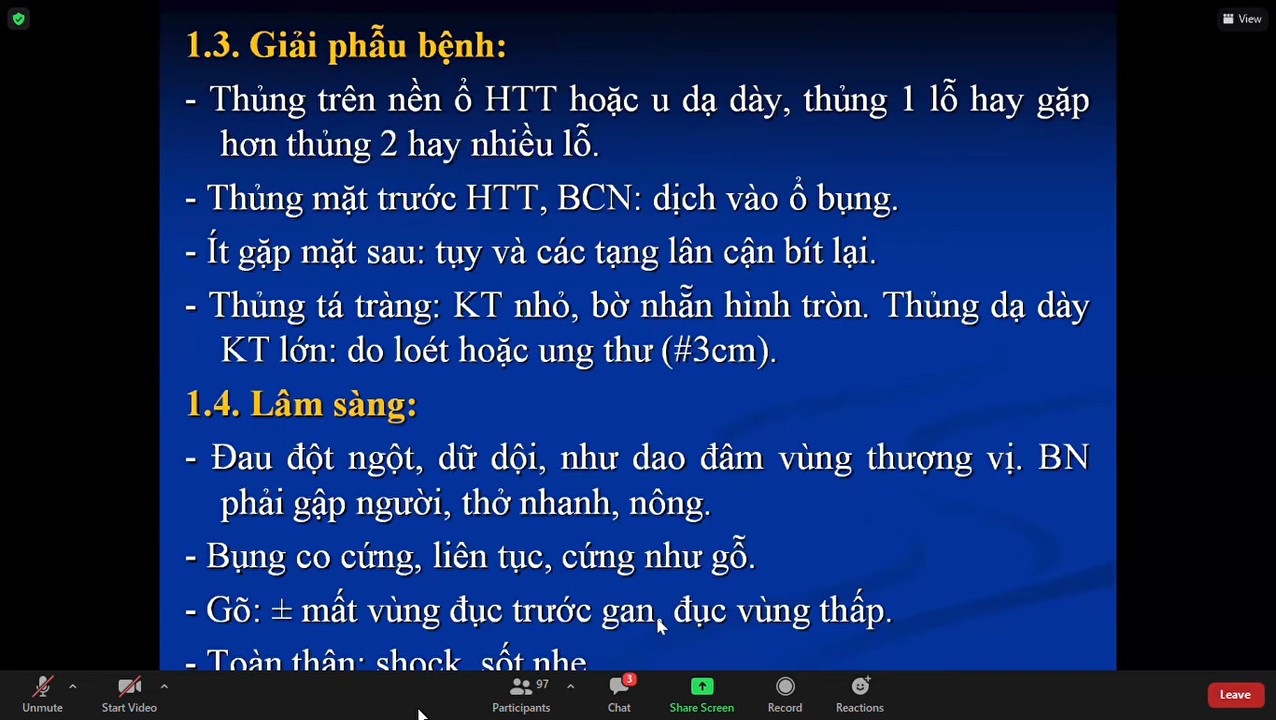 View
1.3. Giải phẫu bệnh:
- Thủng trên nền ổ HTT hoặc u dạ dày, thủng 1 lỗ hay gặp
hơn thủng 2 hay nhiều lỗ.
- Thủng mặt trước HTT, BCN: dịch vào ổ bụng.
- Ít gặp mặt sau: tụy và các tạng lân cận bít lại.
- Thủng tá tràng: KT nhỏ, bờ nhẵn hình tròn. Thủng dạ dày
KT lớn: do loét hoặc ung thư (#3cm).
1.4. Lâm sàng:
- Đau đột ngột, dữ dội, như dao đâm vùng thượng vị. BN
phải gập người, thở nhanh, nông.
- Bụng co cứng, liên tục, cứng như gỗ.
- Gõ: ± mất vùng đục trước gan, đục vùng thấp.
- Toàn thân: shock, sốt nhẹ
97
3
Unmute Start Video Participants Chat Share Screen Record Reactions Leave